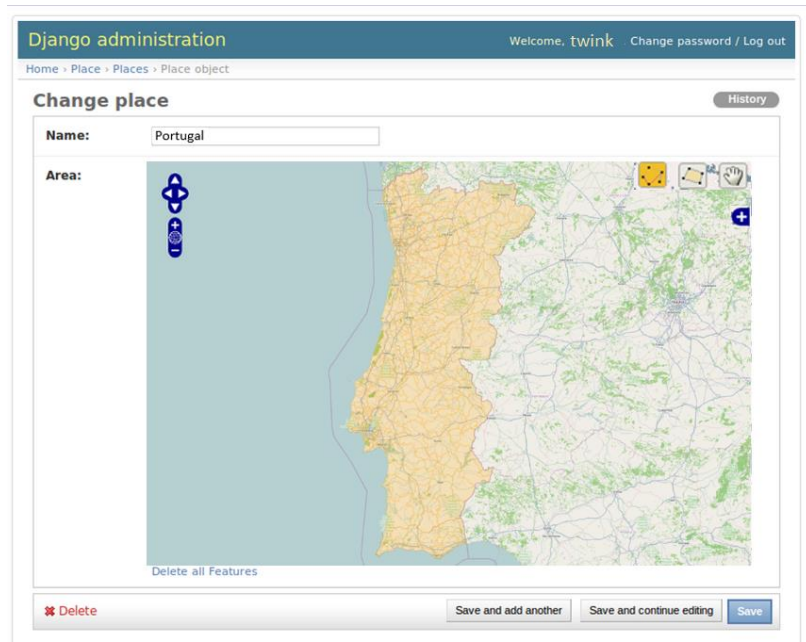 Django administration
Welcome, twink . Change password / Log out
Home › Place › Places › Place object
Change place
History
Name: Portugal
Area:
Delete all Features
Delete
Save and add another Save and continue editing Save